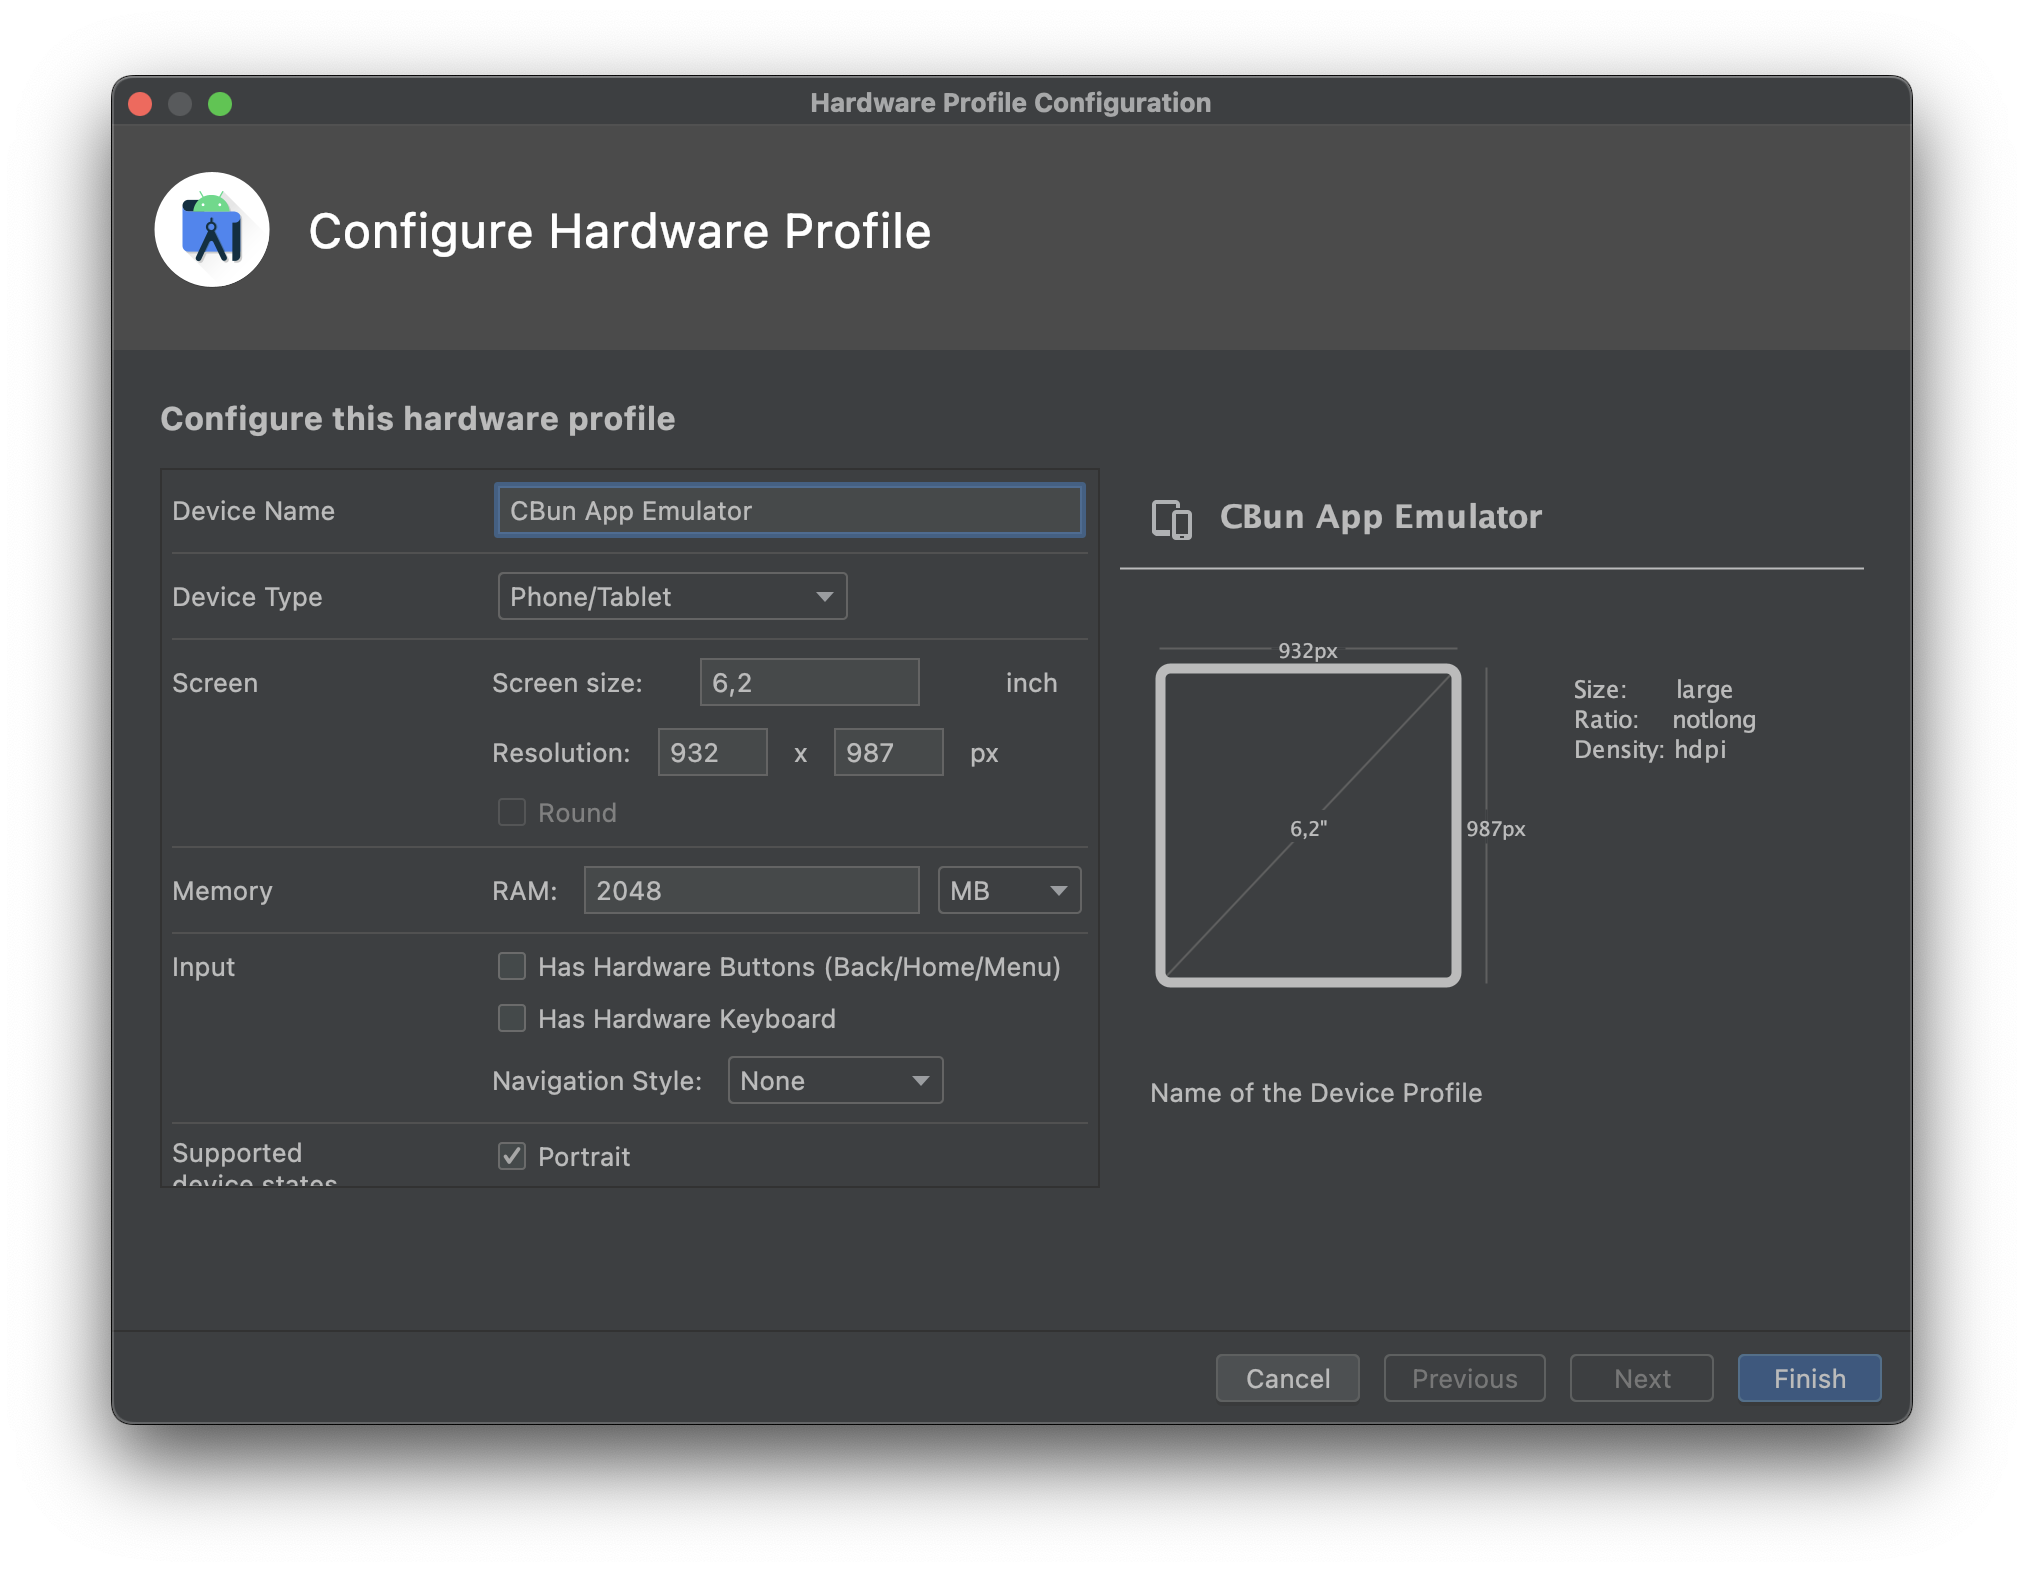 Hardware Profile Configuration
Configure Hardware Profile
Configure this hardware profile
Device Name CBun App Emulator
Device Type Phone/Tablet
Screen Screen size: 6,2 inch
Resolution: 932 x 987 px
Round
Memory RAM: 2048 MB
Input Has Hardware Buttons (Back/Home/Menu)
Has Hardware Keyboard
Navigation Style: None
Supported Portrait
device states
CBun App Emulator
932px
6,2"
987px
Size: large
Ratio: notlong
Density: hdpi
Name of the Device Profile
Cancel Previous Next Finish